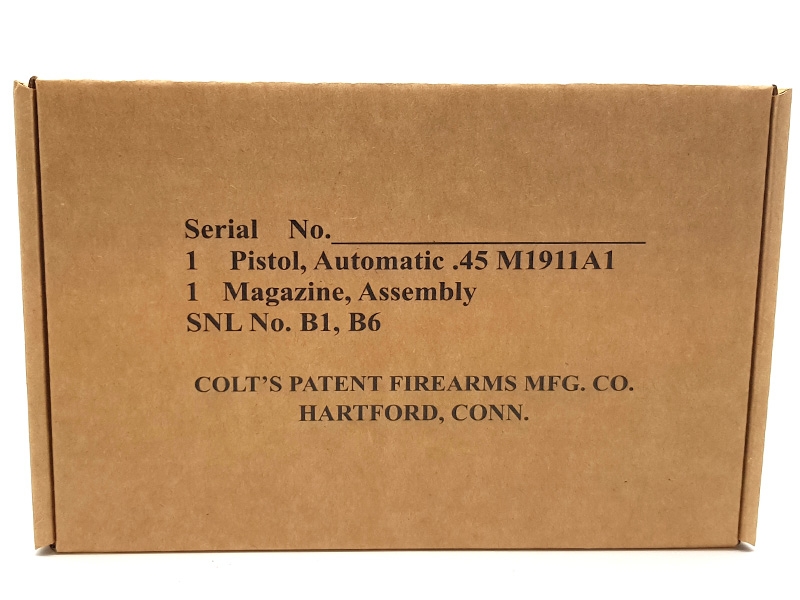 Serial No.______________________
1 Pistol, Automatic .45 M1911A1
1 Magazine, Assembly
SNL No. B1, B6
COLT'S PATENT FIREARMS MFG. CO.
HARTFORD, CONN.